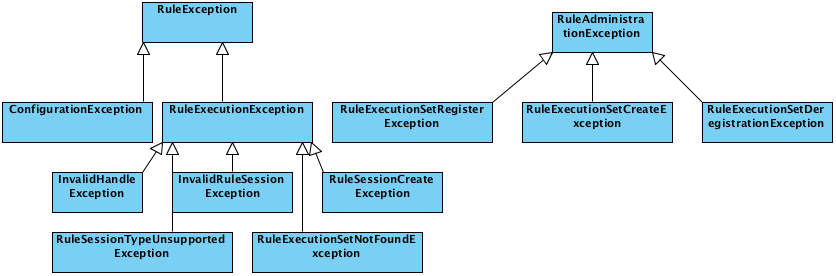 RuleException
RuleAdministra
tionException
ConfigurationException
RuleExecutionException
RuleExecutionSetRegister
Exception
RuleExecutionSetCreateE
xception
RuleExecutionSetDer
egistrationException
InvalidHandle
Exception
InvalidRuleSession
Exception
RuleSessionCreate
Exception
RuleSessionTypeUnsupported
Exception
RuleExecutionSetNotFoundE
xception